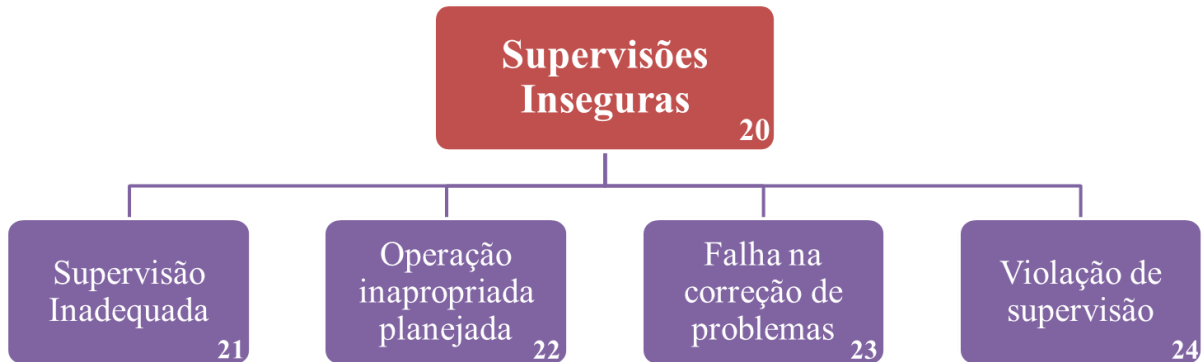 Supervisões
Inseguras
20
Supervisão
Inadequada
21
Operação
inapropriada
planejada
22
Falha na
correção de
problemas
23
Violação de
supervisão
24